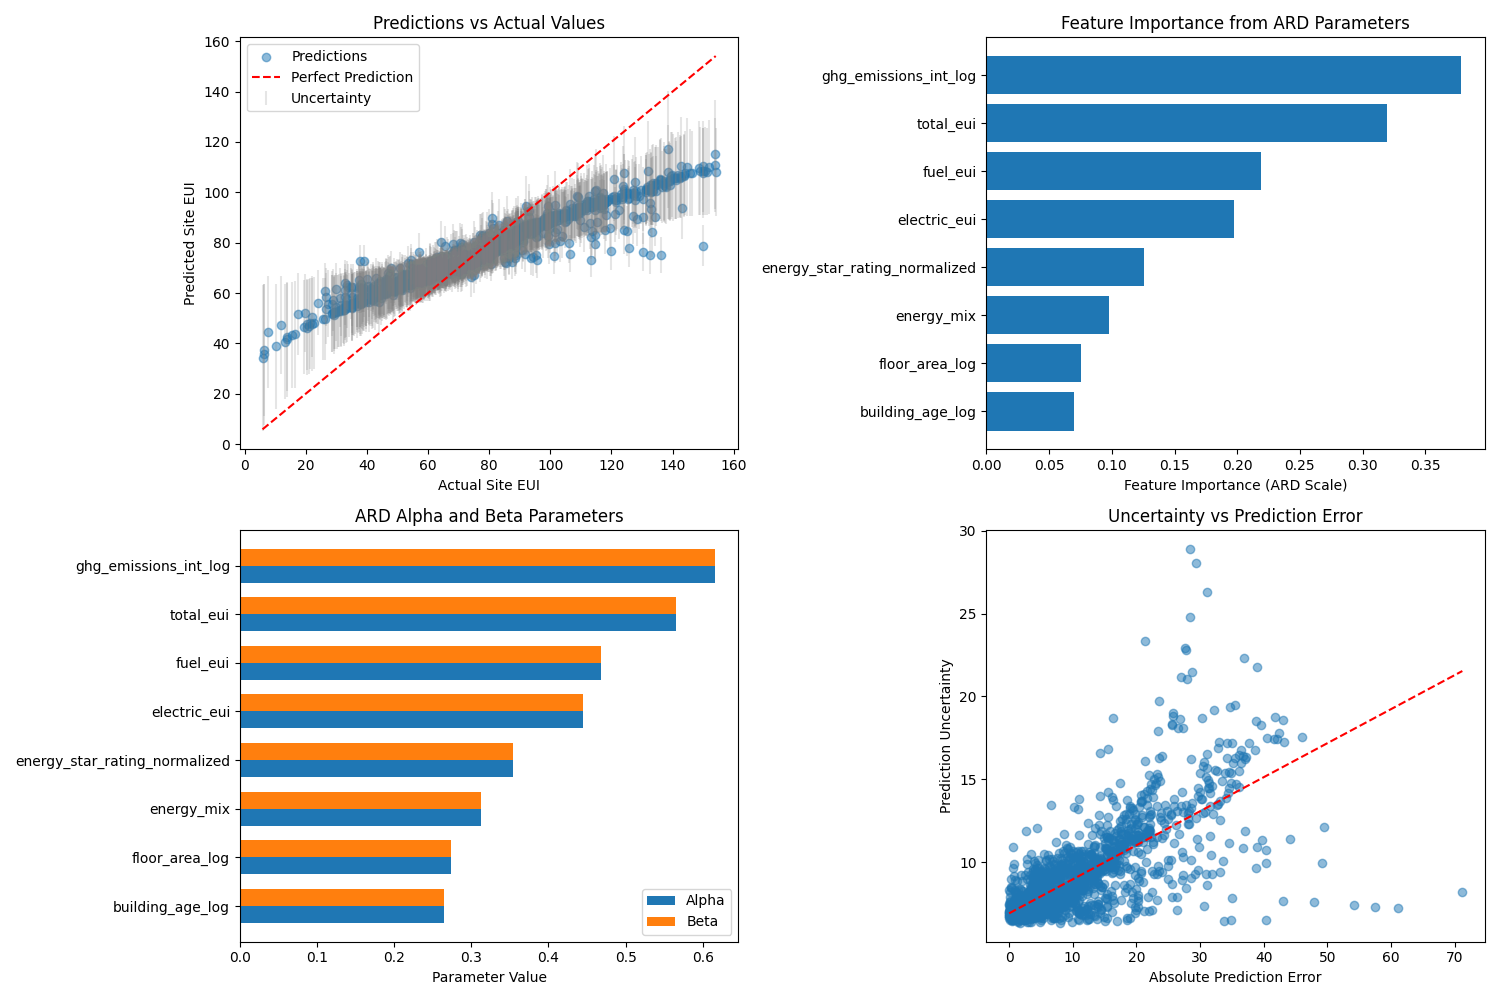 Predictions vs Actual Values
160
140
120
100
80
60
40
20
0
Predicted Site EUI
Predictions
Perfect Prediction
Uncertainty
0 20 40 60 80 100 120 140 160
Actual Site EUI
Feature Importance from ARD Parameters
ghg_emissions_int_log
total_eui
fuel_eui
electric_eui
energy_star_rating_normalized
energy_mix
floor_area_log
building_age_log
0.00 0.05 0.10 0.15 0.20 0.25 0.30 0.35
Feature Importance (ARD Scale)
ARD Alpha and Beta Parameters
ghg_emissions_int_log
total_eui
fuel_eui
electric_eui
energy_star_rating_normalized
energy_mix
floor_area_log
building_age_log
Alpha
Beta
0.0 0.1 0.2 0.3 0.4 0.5 0.6
Parameter Value
Uncertainty vs Prediction Error
30
25
20
15
10
Prediction Uncertainty
0 10 20 30 40 50 60 70
Absolute Prediction Error